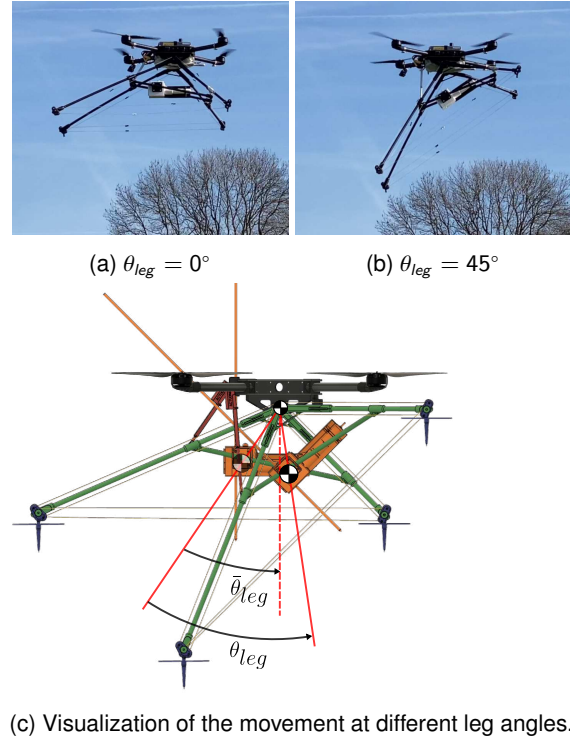 (a) θ_leg = 0°
(b) θ_leg = 45°
θ̄_leg
θ_leg
(c) Visualization of the movement at different leg angles.